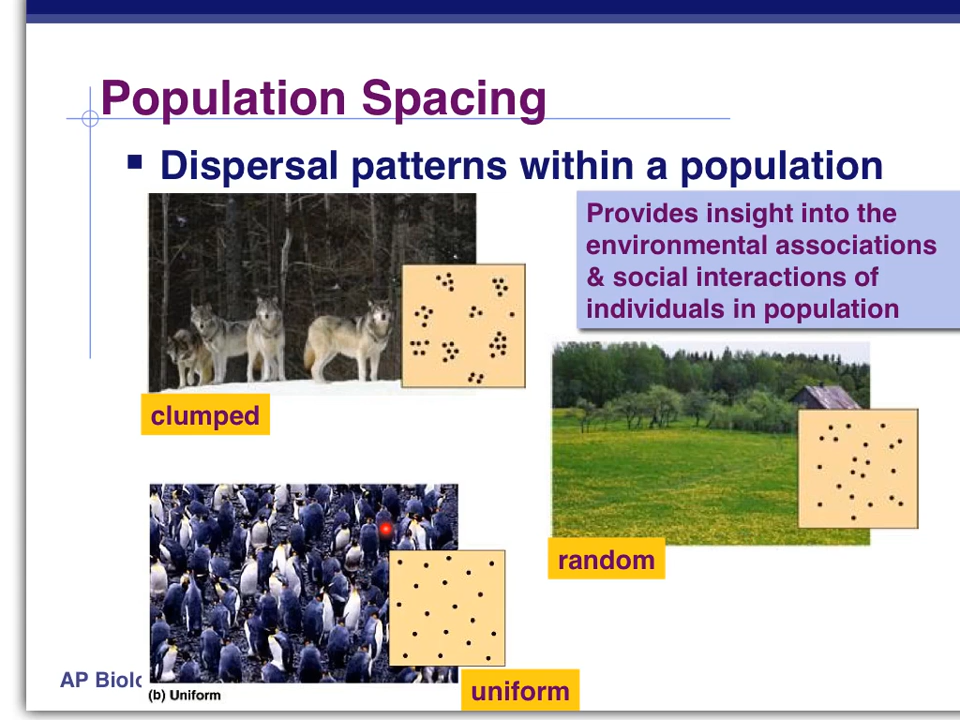 Population Spacing
■ Dispersal patterns within a population
Provides insight into the
environmental associations
& social interactions of
individuals in population
clumped
random
AP Biolo
(b) Uniform
uniform